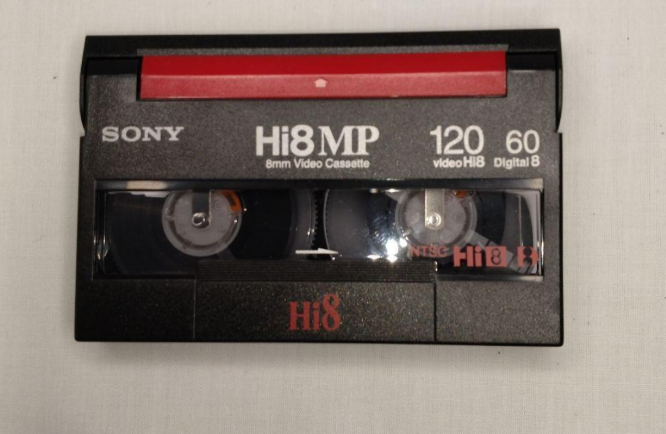 SONY Hi8 MP 120 60
8mm Video Cassette video Hi8 Digital 8
NTSC Hi8
Hi8